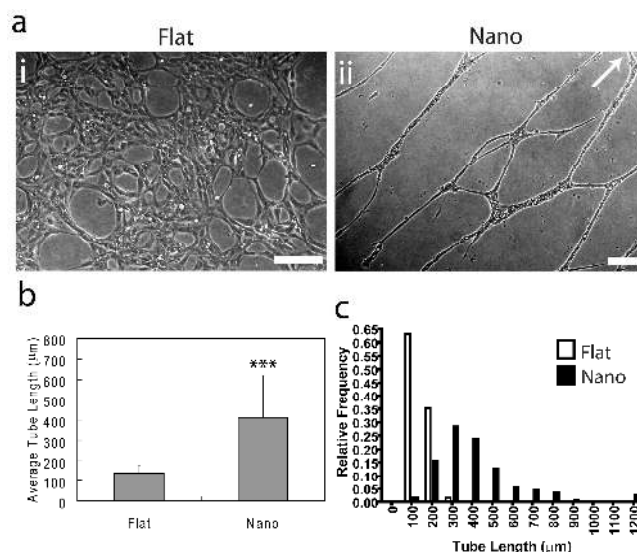 a
Flat
Nano
i
ii
b
Average Tube Length (μm)
800
700
600
500
400
300
200
100
0
***
Flat
Nano
c
Relative Frequency
0.65
0.60
0.55
0.50
0.45
0.40
0.35
0.30
0.25
0.20
0.15
0.10
0.05
0.00
Flat
Nano
0
100
200
300
400
500
600
700
800
900
1000
1100
1200
Tube Length (μm)